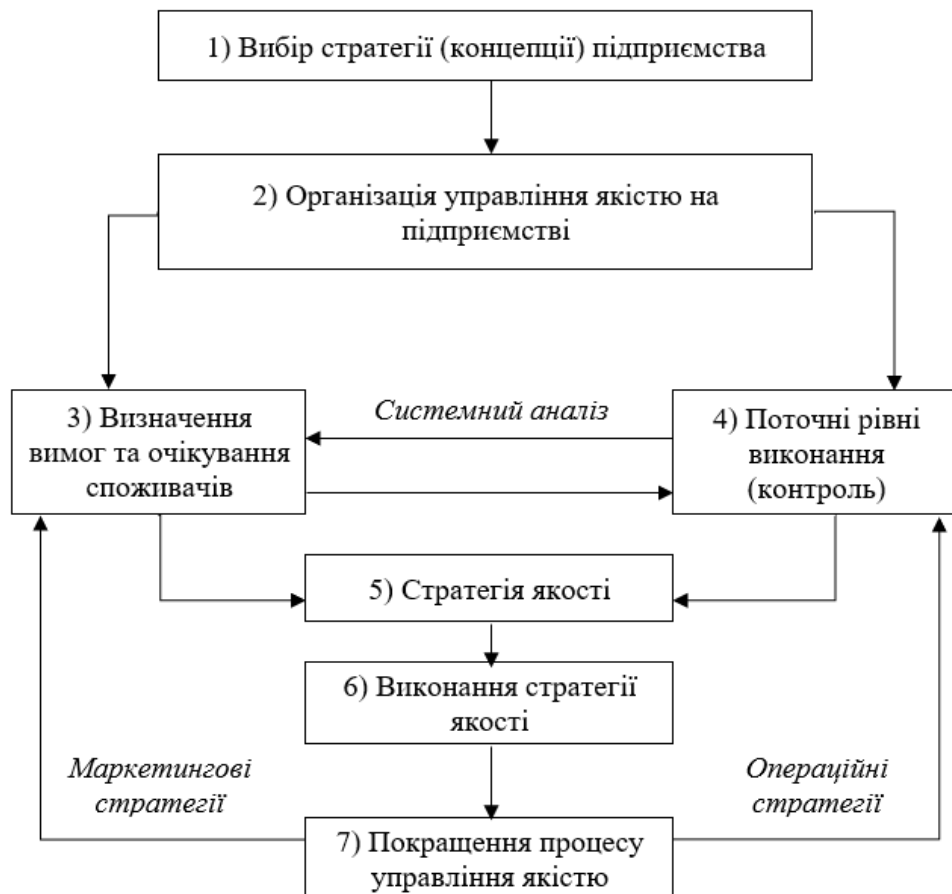 1) Вибір стратегії (концепції) підприємства
2) Організація управління якістю на
підприємстві
3) Визначення
вимог та очікування
споживачів
Системний аналіз
4) Поточні рівні
виконання
(контроль)
5) Стратегія якості
6) Виконання стратегії
якості
Маркетингові
стратегії
Операційні
стратегії
7) Покращення процесу
управління якістю